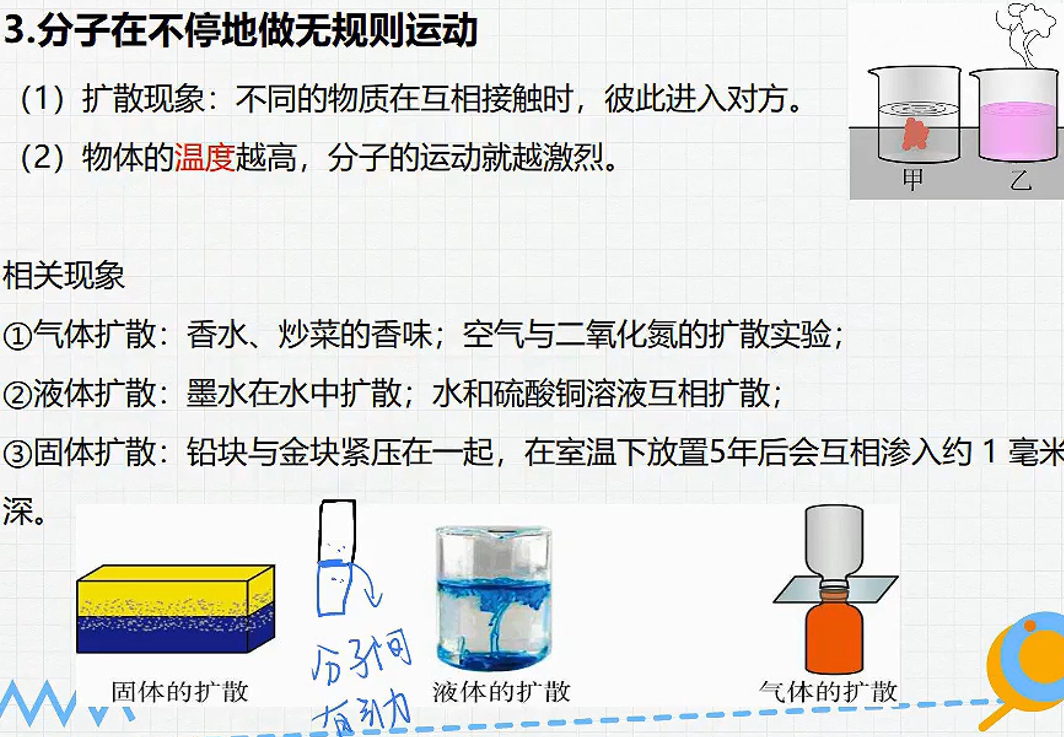 3.分子在不停地做无规则运动
（1）扩散现象：不同的物质在互相接触时，彼此进入对方。
（2）物体的温度越高，分子的运动就越激烈。
甲 乙
相关现象
①气体扩散：香水、炒菜的香味；空气与二氧化氮的扩散实验；
②液体扩散：墨水在水中扩散；水和硫酸铜溶液互相扩散；
③固体扩散：铅块与金块紧压在一起，在室温下放置5年后会互相渗入约 1 毫米
深。
分子间
有引力
固体的扩散 液体的扩散 气体的扩散